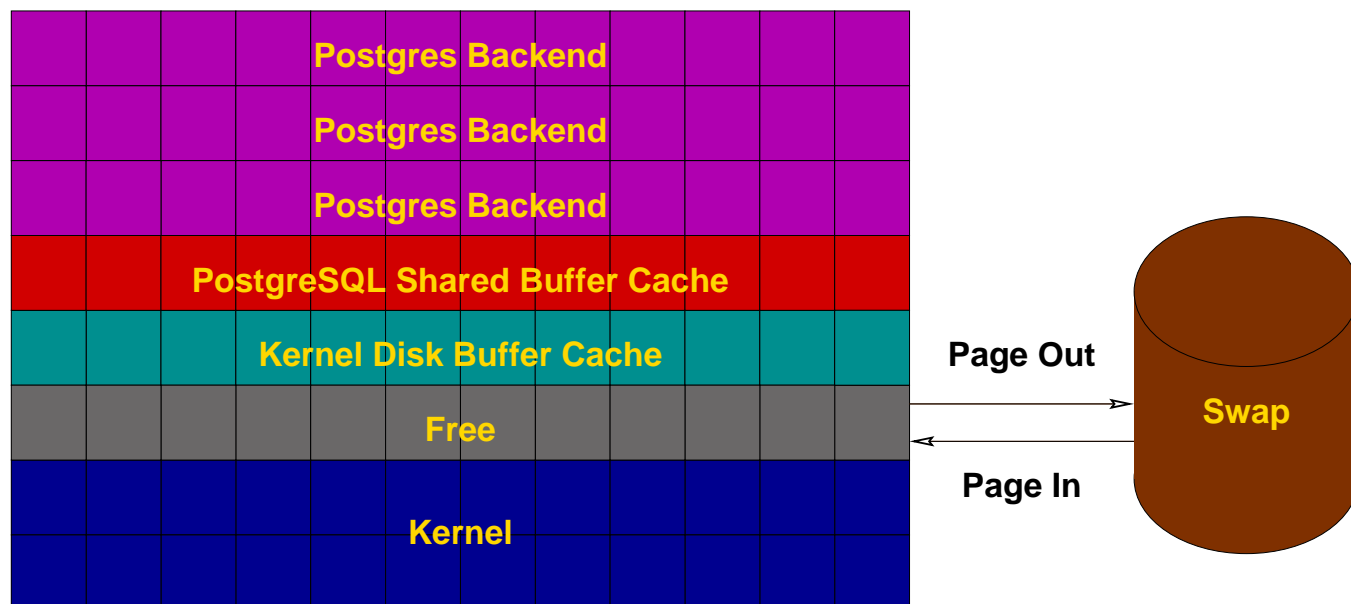 Postgres Backend
Postgres Backend
Postgres Backend
PostgreSQL Shared Buffer Cache
Kernel Disk Buffer Cache
Free
Kernel
Page Out
Swap
Page In